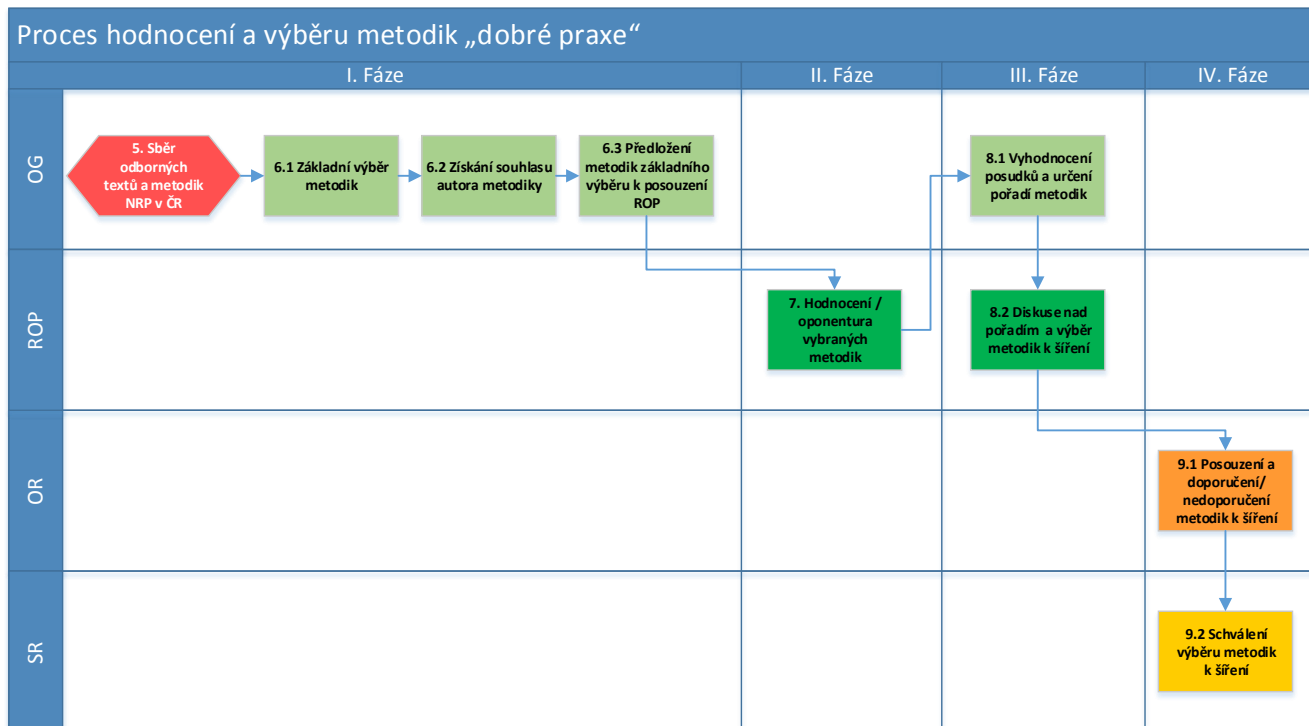 Proces hodnocení a výběru metodik „dobré praxe“
I. Fáze
II. Fáze
III. Fáze
IV. Fáze
OG
5. Sběr
odborných
textů a metodik
NRP v ČR
6.1 Základní výběr
metodik
6.2 Získání souhlasu
autora metodiky
6.3 Předložení
metodik základního
výběru k posouzení
ROP
8.1 Vyhodnocení
posudků a určení
pořadí metodik
ROP
7. Hodnocení /
oponentura
vybraných
metodik
8.2 Diskuse nad
pořadím a výběr
metodik k šíření
OR
9.1 Posouzení a
doporučení/
nedoporučení
metodik k šíření
SR
9.2 Schválení
výběru metodik
k šíření